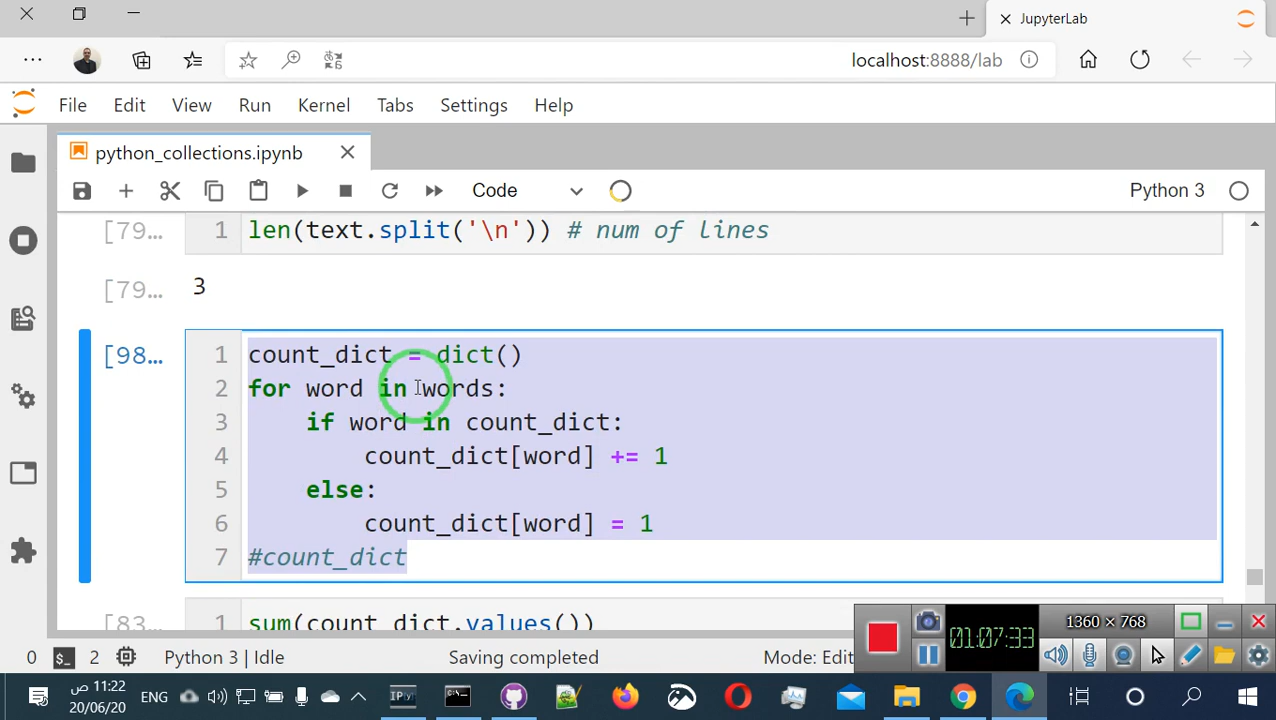 JupyterLab
localhost:8888/lab
File Edit View Run Kernel Tabs Settings Help
python_collections.ipynb
Code
Python 3
[79…
1 len(text.split('\n')) # num of lines
[79…
3
[98…
1 count_dict = dict()
2 for word in words:
3 if word in count_dict:
4 count_dict[word] += 1
5 else:
6 count_dict[word] = 1
7 #count_dict
[83…
1 sum(count_dict.values())
01:07:33
1360 × 768
0 2 Python 3 | Idle Saving completed Mode: Edit
11:22 ص
20/06/20
ENG
IPy